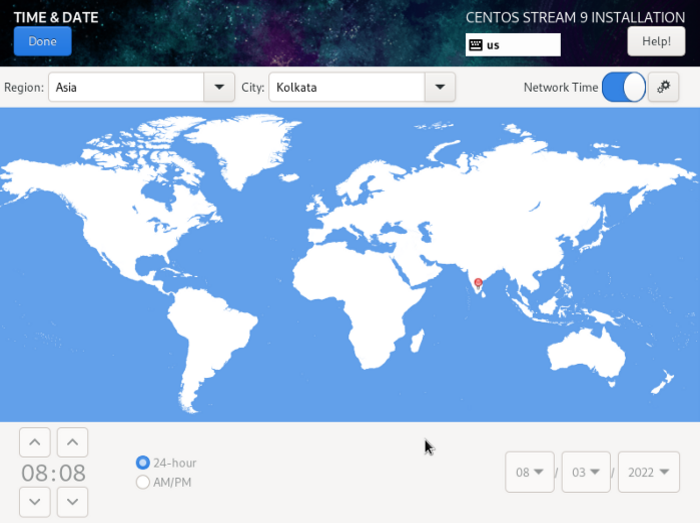 TIME & DATE
CENTOS STREAM 9 INSTALLATION
Done
us
Help!
Region: Asia City: Kolkata Network Time
08:08
24-hour
AM/PM
08 / 03 / 2022